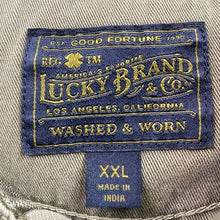 EST. GOOD FORTUNE 1990
REG. TM
AMERICA'S FAVORITE
LUCKY BRAND
& CO.
LOS ANGELES, CALIFORNIA
WASHED & WORN
XXL
MADE IN
INDIA